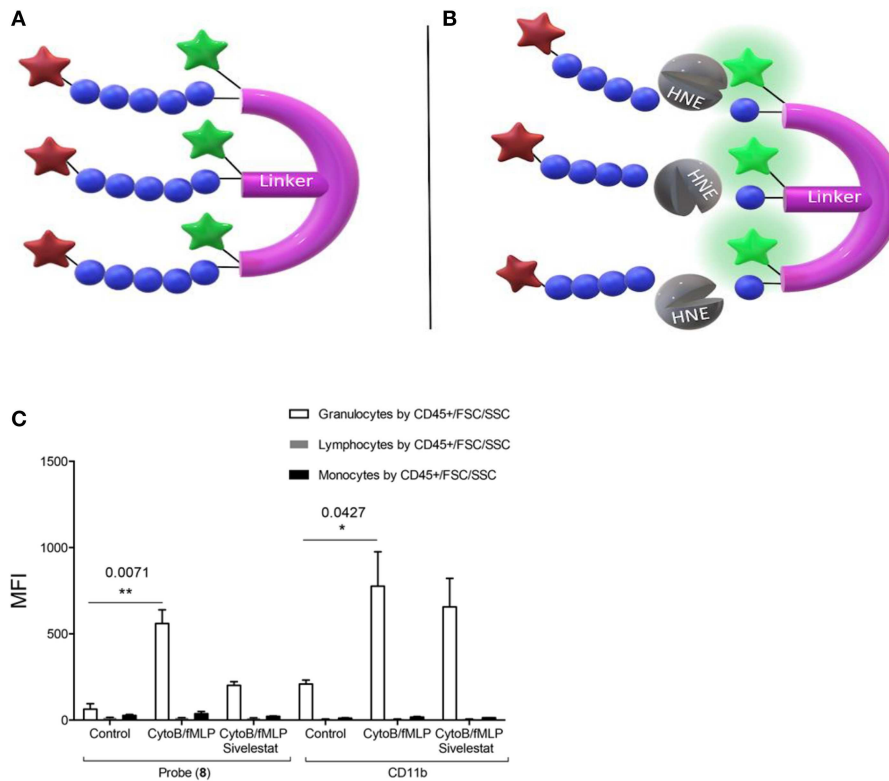 A
B
Linker
HNE
HNE
HNE
Linker
C
Granulocytes by CD45+/FSC/SSC
Lymphocytes by CD45+/FSC/SSC
Monocytes by CD45+/FSC/SSC
MFI
1500
1000
500
0
0.0071
**
0.0427
*
Control
CytoB/fMLP
CytoB/fMLP
Sivelestat
Control
CytoB/fMLP
CytoB/fMLP
Sivelestat
Probe (8)
CD11b